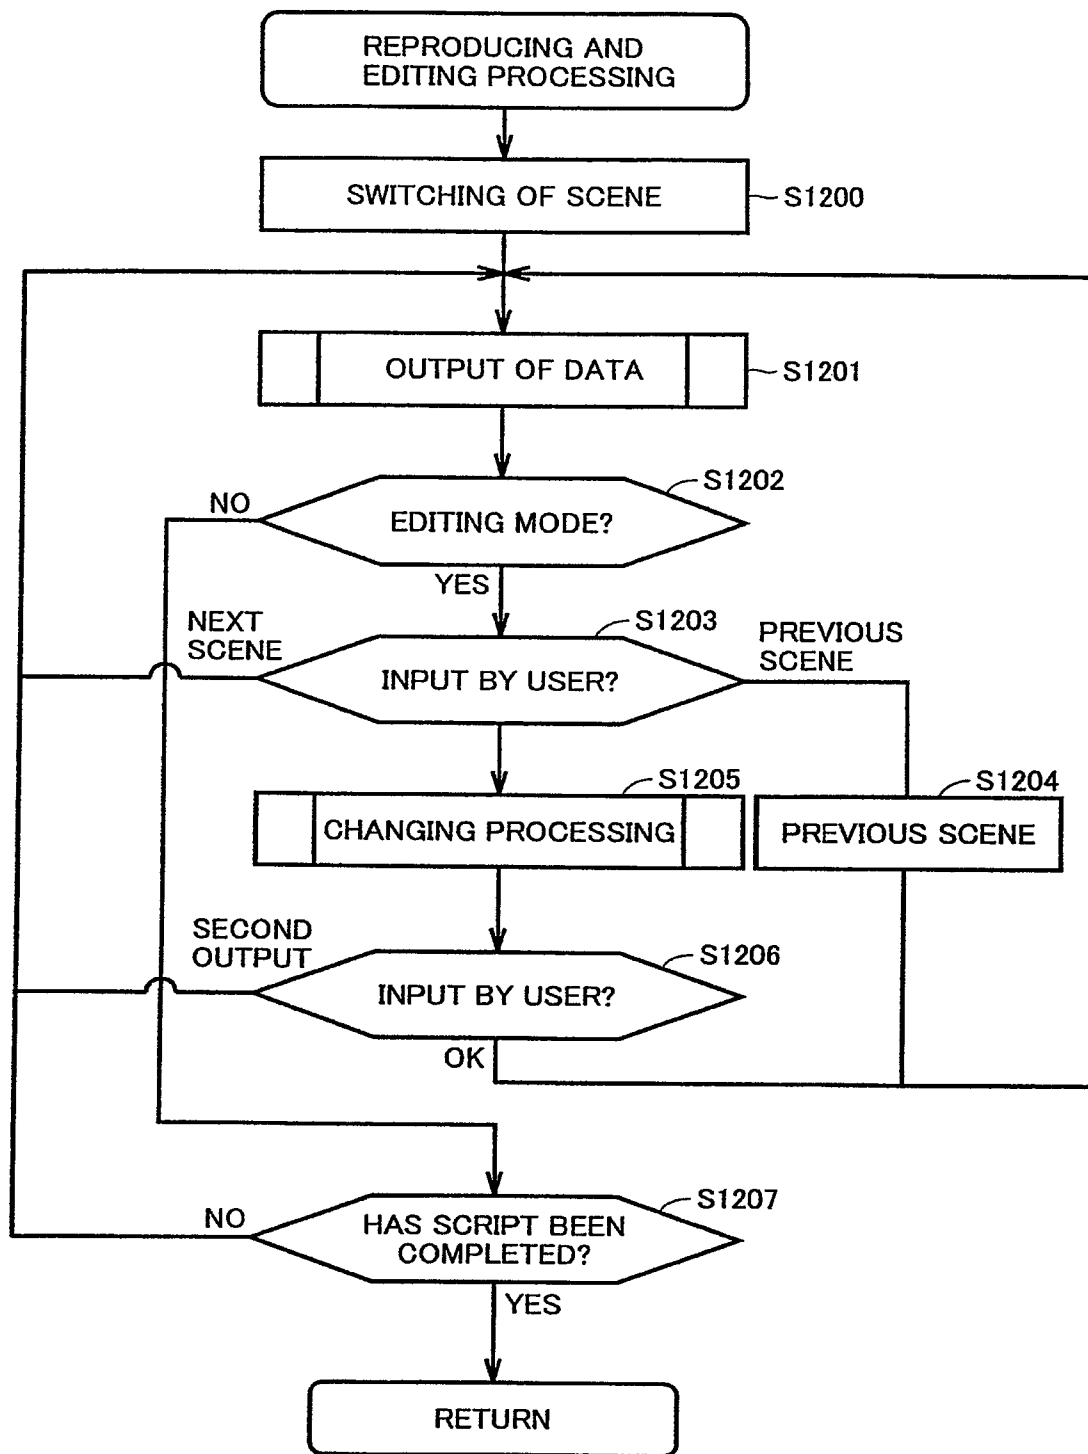 REPRODUCING AND
EDITING PROCESSING
SWITCHING OF SCENE
S1200
OUTPUT OF DATA
S1201
S1202
NO
EDITING MODE?
YES
NEXT
SCENE
S1203
PREVIOUS
SCENE
INPUT BY USER?
S1205
S1204
CHANGING PROCESSING
PREVIOUS SCENE
SECOND
OUTPUT
S1206
INPUT BY USER?
OK
S1207
NO
HAS SCRIPT BEEN
COMPLETED?
YES
RETURN